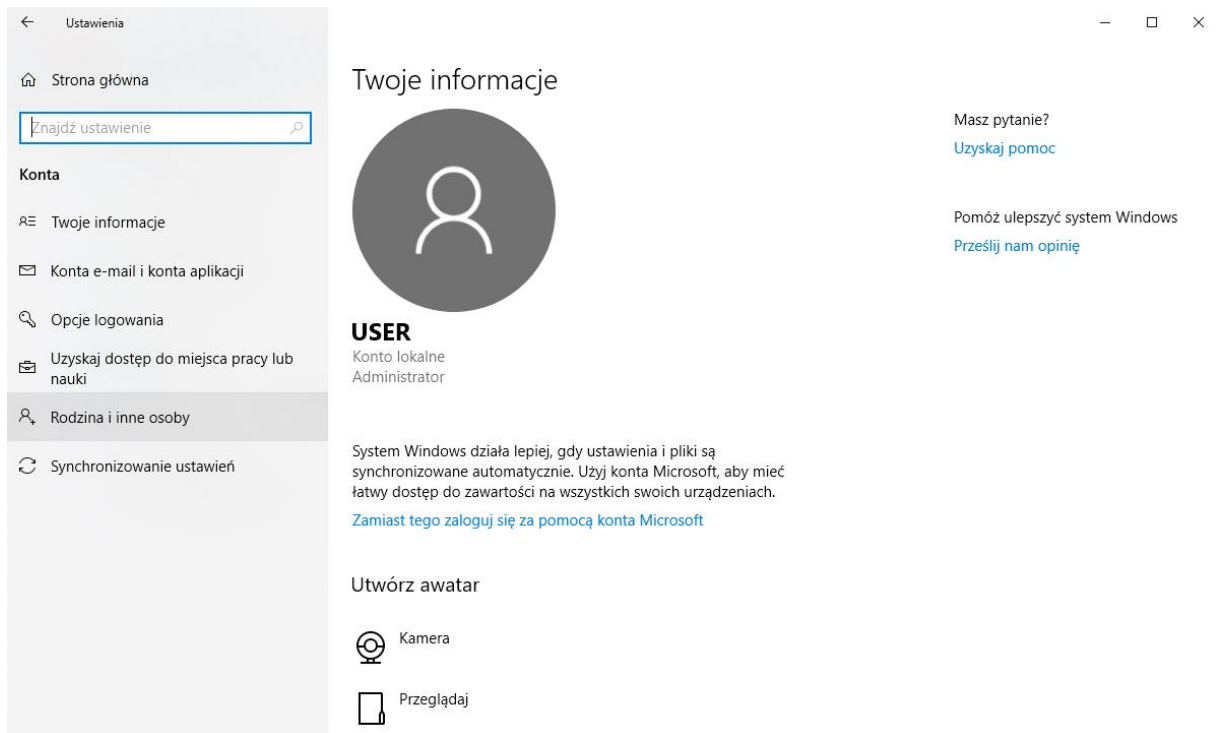 Ustawienia
Strona główna
Znajdź ustawienie
Konta
Twoje informacje
Konta e-mail i konta aplikacji
Opcje logowania
Uzyskaj dostęp do miejsca pracy lub
nauki
Rodzina i inne osoby
Synchronizowanie ustawień
Twoje informacje
USER
Konto lokalne
Administrator
System Windows działa lepiej, gdy ustawienia i pliki są
synchronizowane automatycznie. Użyj konta Microsoft, aby mieć
łatwy dostęp do zawartości na wszystkich swoich urządzeniach.
Zamiast tego zaloguj się za pomocą konta Microsoft
Utwórz awatar
Kamera
Przeglądaj
Masz pytanie?
Uzyskaj pomoc
Pomóż ulepszyć system Windows
Prześlij nam opinię